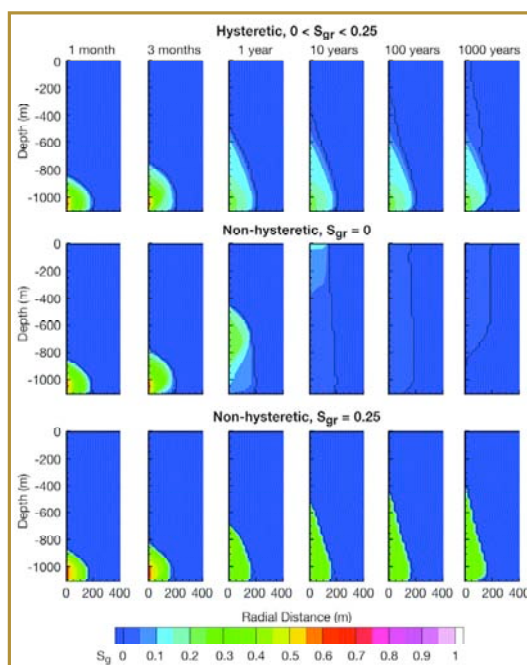 Hysteretic, 0 < Sgr < 0.25
1 month 3 months 1 year 10 years 100 years 1000 years
Depth (m)
0
-200
-400
-600
-800
-1000
Non-hysteretic, Sgr = 0
Depth (m)
0
-200
-400
-600
-800
-1000
Non-hysteretic, Sgr = 0.25
Depth (m)
0
-200
-400
-600
-800
-1000
0 200 400 0 200 400 0 200 400 0 200 400 0 200 400 0 200 400
Radial Distance (m)
Sg 0 0.1 0.2 0.3 0.4 0.5 0.6 0.7 0.8 0.9 1